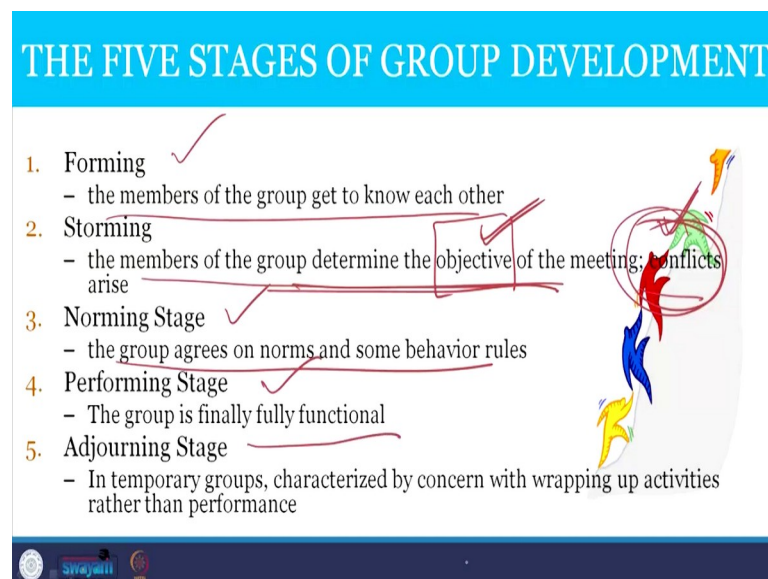 THE FIVE STAGES OF GROUP DEVELOPMENT
1. Forming
– the members of the group get to know each other
2. Storming
– the members of the group determine the objective of the meeting; conflicts
arise
3. Norming Stage
– the group agrees on norms and some behavior rules
4. Performing Stage
– The group is finally fully functional
5. Adjourning Stage
– In temporary groups, characterized by concern with wrapping up activities
rather than performance
swayam